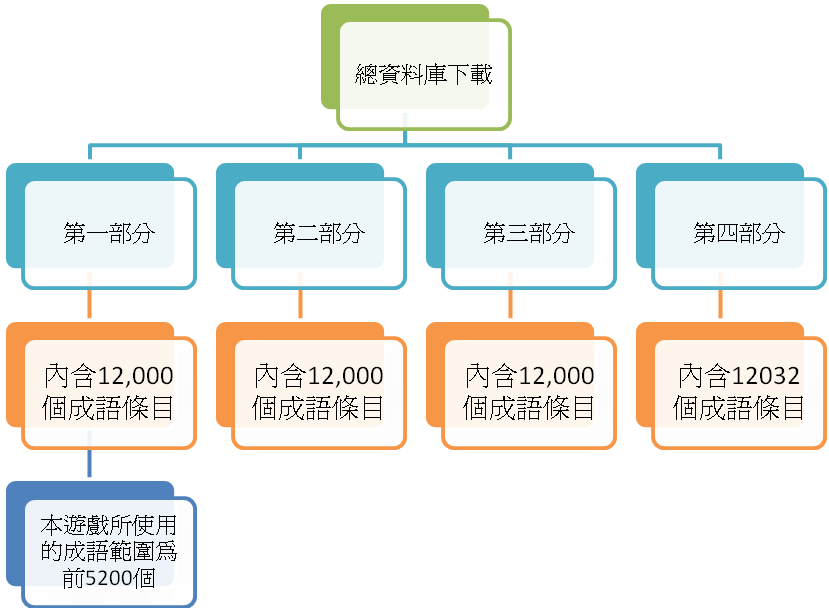 總資料庫下載
第一部分
第二部分
第三部分
第四部分
內含12,000
個成語條目
內含12,000
個成語條目
內含12,000
個成語條目
內含12032
個成語條目
本遊戲所使用
的成語範圍爲
前5200個